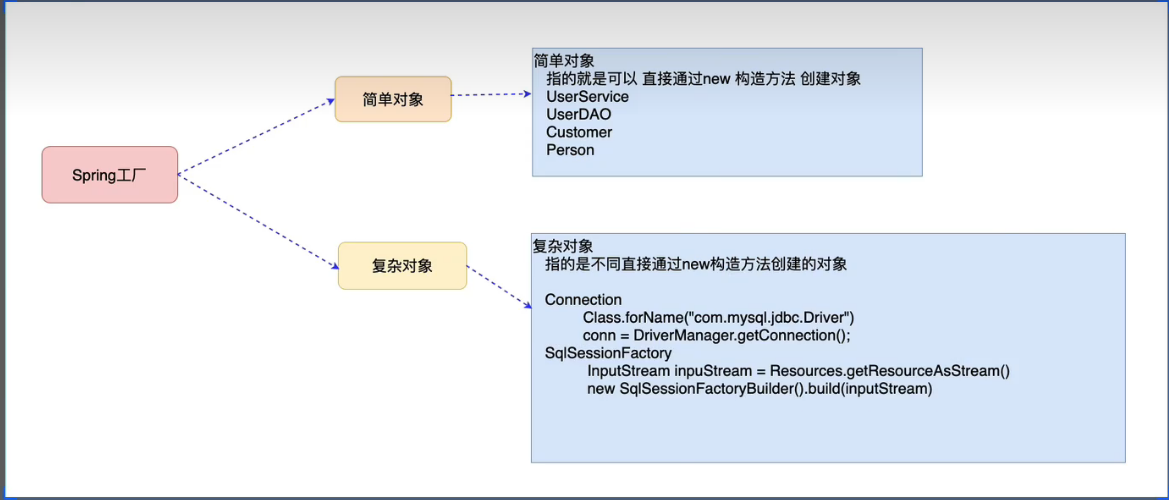 Spring工厂
简单对象
简单对象
指的就是可以 直接通过new 构造方法 创建对象
UserService
UserDAO
Customer
Person
复杂对象
复杂对象
指的是不同直接通过new构造方法创建的对象
Connection
Class.forName("com.mysql.jdbc.Driver")
conn = DriverManager.getConnection();
SqlSessionFactory
InputStream inpuStream = Resources.getResourceAsStream()
new SqlSessionFactoryBuilder().build(inputStream)